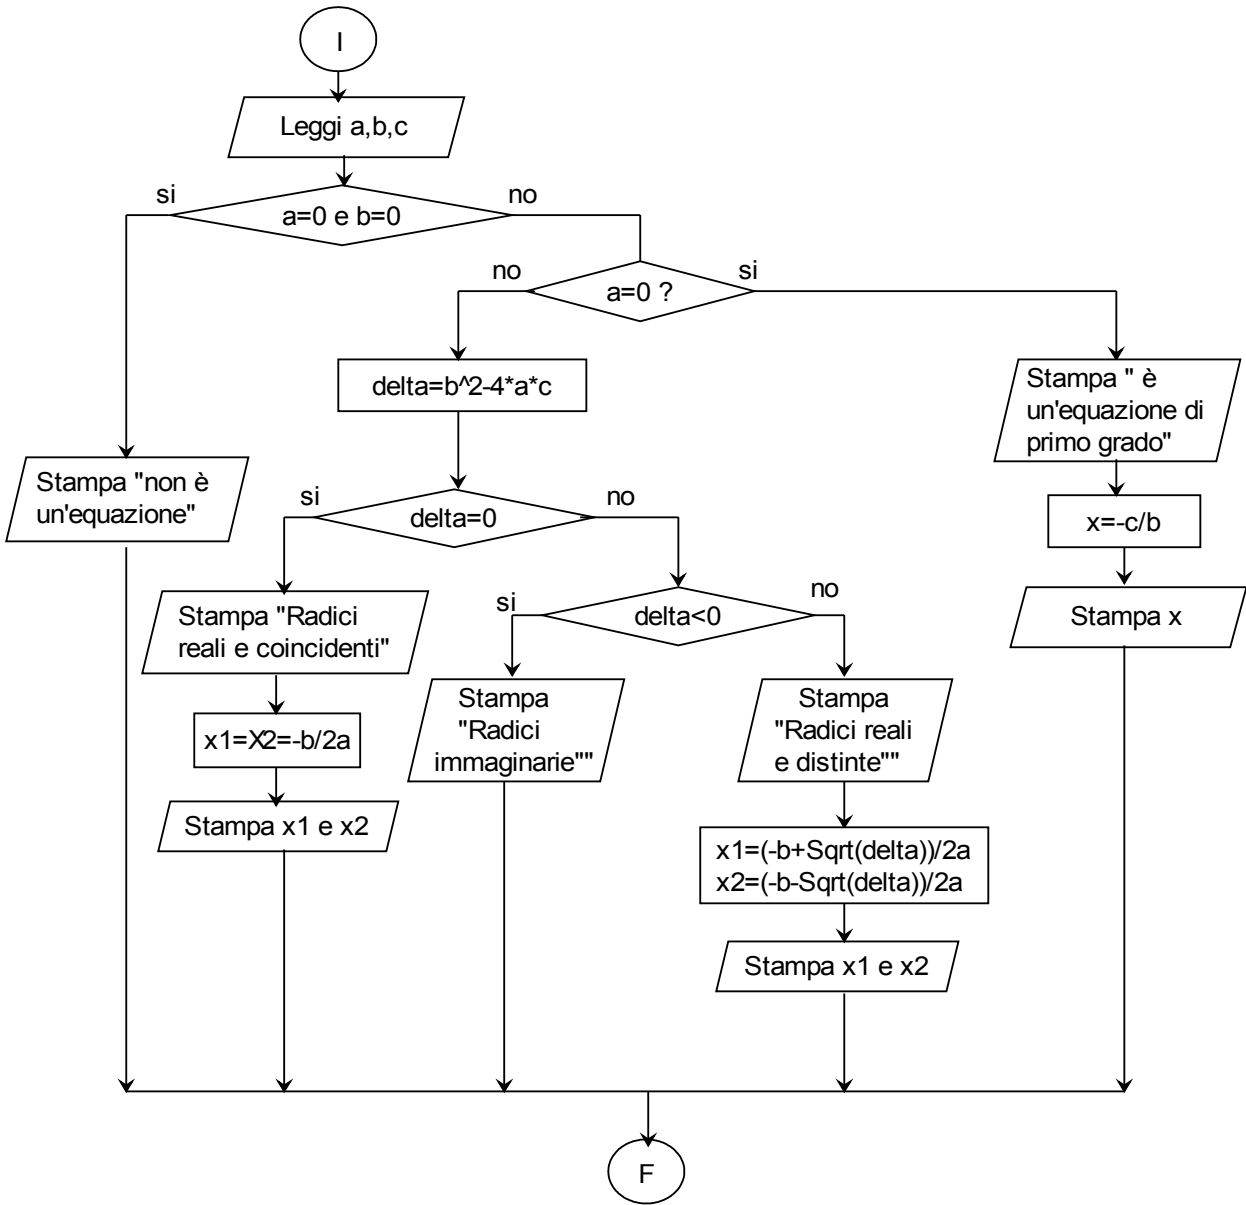 I
Leggi a,b,c
si
no
a=0 e b=0
no
si
a=0 ?
delta=b^2-4*a*c
Stampa " è
un'equazione di
primo grado"
Stampa "non è
un'equazione"
si
no
delta=0
x=-c/b
Stampa "Radici
reali e coincidenti"
si
no
delta<0
Stampa x
x1=X2=-b/2a
Stampa
"Radici
immaginarie""
Stampa
"Radici reali
e distinte""
Stampa x1 e x2
x1=(-b+Sqrt(delta))/2a
x2=(-b-Sqrt(delta))/2a
Stampa x1 e x2
F